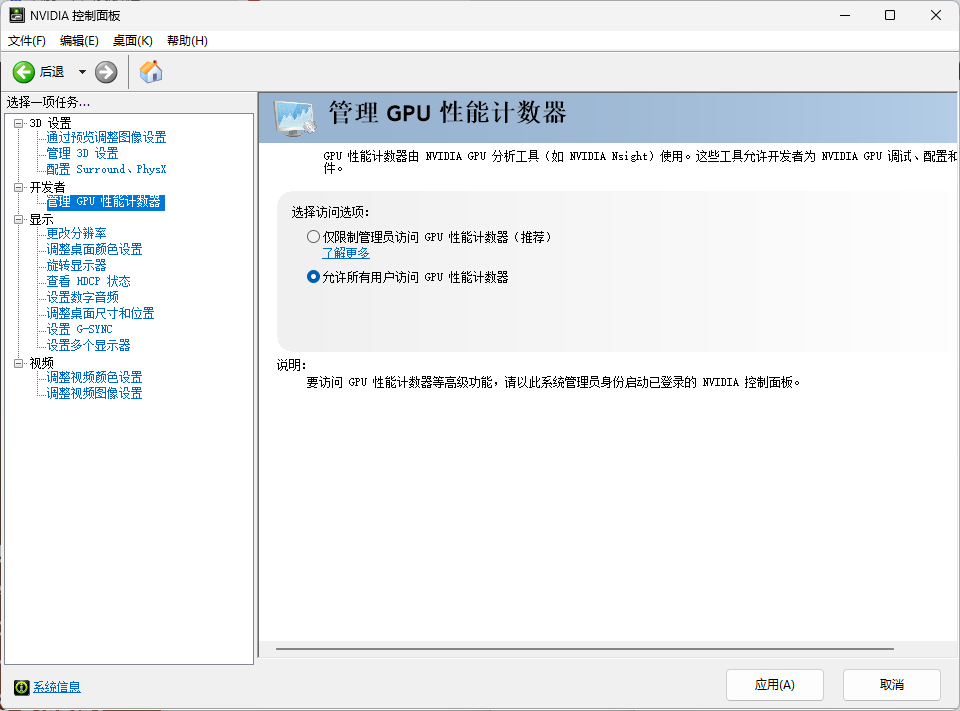 NVIDIA 控制面板
文件(F) 编辑(E) 桌面(K) 帮助(H)
后退
选择一项任务...
3D 设置
通过预览调整图像设置
管理 3D 设置
配置 Surround、PhysX
开发者
管理 GPU 性能计数器
显示
更改分辨率
调整桌面颜色设置
旋转显示器
查看 HDCP 状态
设置数字音频
调整桌面尺寸和位置
设置 G-SYNC
设置多个显示器
视频
调整视频颜色设置
调整视频图像设置
管理 GPU 性能计数器
GPU 性能计数器由 NVIDIA GPU 分析工具（如 NVIDIA Nsight）使用。这些工具允许开发者为 NVIDIA GPU 调试、配置和
件。
选择访问选项:
仅限制管理员访问 GPU 性能计数器（推荐）
了解更多
允许所有用户访问 GPU 性能计数器
说明:
要访问 GPU 性能计数器等高级功能，请以此系统管理员身份启动已登录的 NVIDIA 控制面板。
系统信息
应用(A) 取消